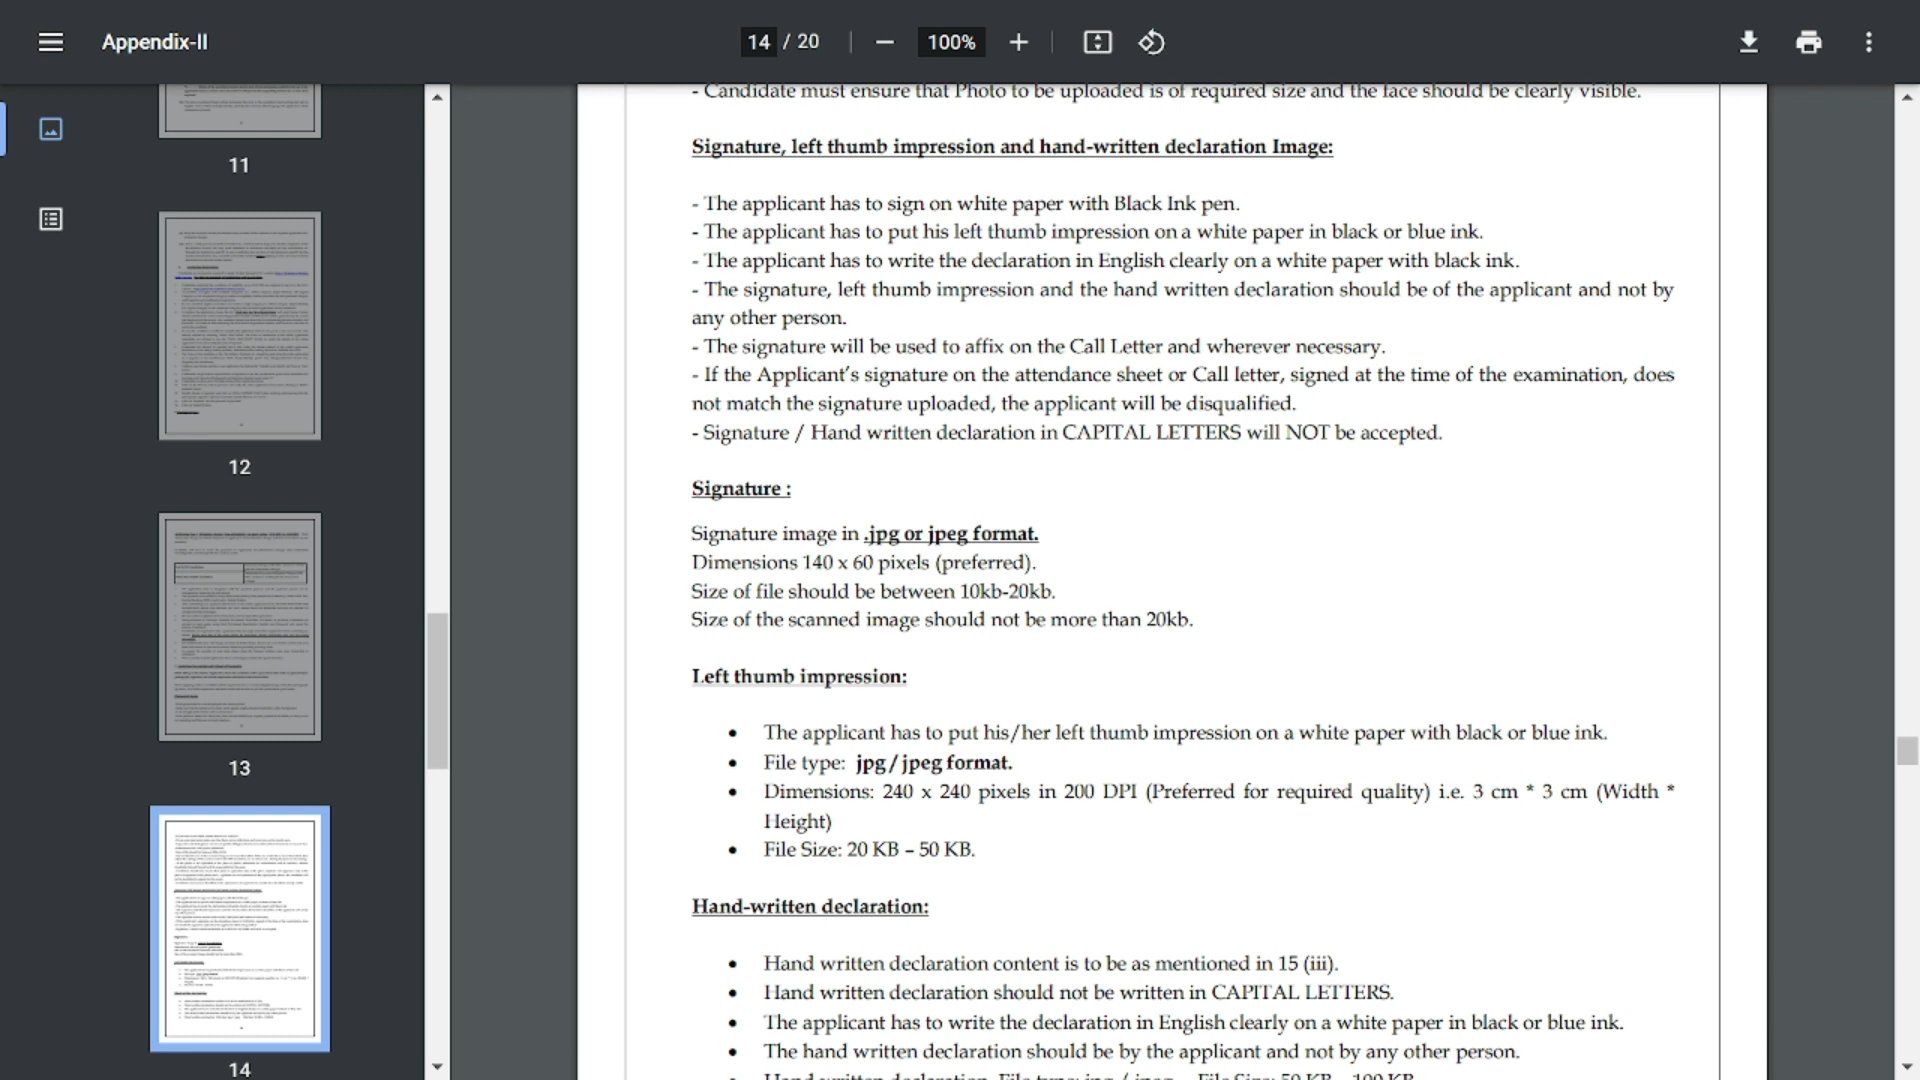 Appendix-II
14 / 20
100%
11
12
13
14
- Candidate must ensure that Photo to be uploaded is of required size and the face should be clearly visible.
Signature, left thumb impression and hand-written declaration Image:
- The applicant has to sign on white paper with Black Ink pen.
- The applicant has to put his left thumb impression on a white paper in black or blue ink.
- The applicant has to write the declaration in English clearly on a white paper with black ink.
- The signature, left thumb impression and the hand written declaration should be of the applicant and not by
any other person.
- The signature will be used to affix on the Call Letter and wherever necessary.
- If the Applicant's signature on the attendance sheet or Call letter, signed at the time of the examination, does
not match the signature uploaded, the applicant will be disqualified.
- Signature / Hand written declaration in CAPITAL LETTERS will NOT be accepted.
Signature :
Signature image in .jpg or jpeg format.
Dimensions 140 x 60 pixels (preferred).
Size of file should be between 10kb-20kb.
Size of the scanned image should not be more than 20kb.
Left thumb impression:
• The applicant has to put his/her left thumb impression on a white paper with black or blue ink.
• File type: jpg / jpeg format.
• Dimensions: 240 x 240 pixels in 200 DPI (Preferred for required quality) i.e. 3 cm * 3 cm (Width *
Height)
• File Size: 20 KB – 50 KB.
Hand-written declaration:
• Hand written declaration content is to be as mentioned in 15 (iii).
• Hand written declaration should not be written in CAPITAL LETTERS.
• The applicant has to write the declaration in English clearly on a white paper in black or blue ink.
• The hand written declaration should be by the applicant and not by any other person.